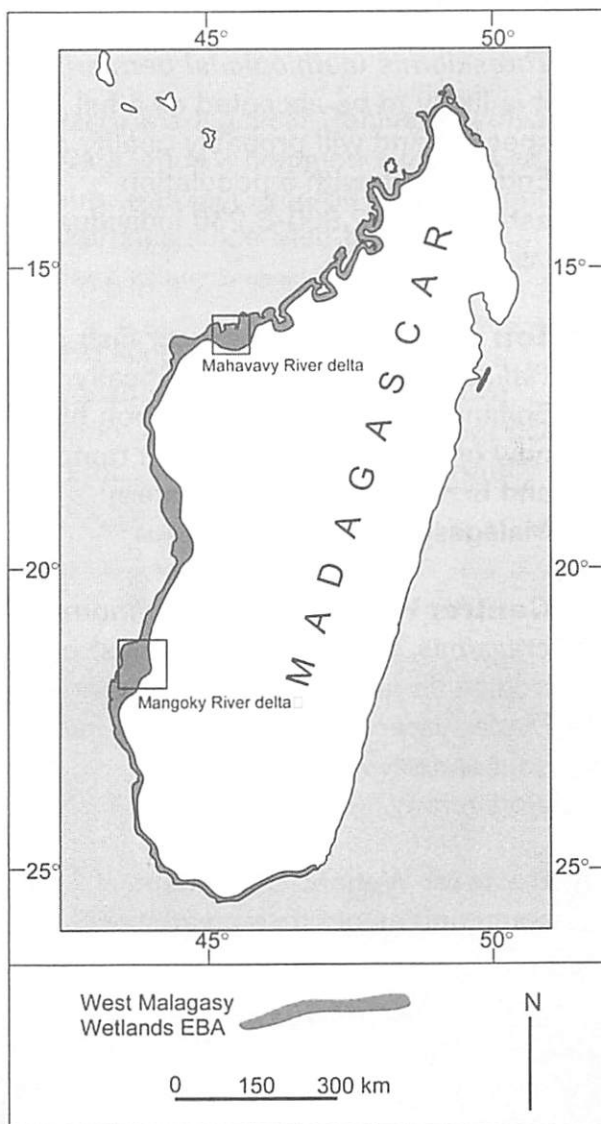 45° 50°
15° 15°
MADAGASCAR
Mahavavy River delta
20° 20°
Mangoky River delta
25° 25°
45° 50°
West Malagasy
Wetlands EBA
N
0 150 300 km